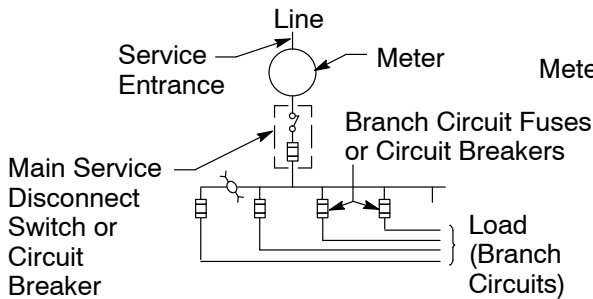 Line
Service
Entrance
Meter
Mete
Branch Circuit Fuses
or Circuit Breakers
Main Service
Disconnect
Switch or
Circuit
Breaker
Load
(Branch
Circuits)